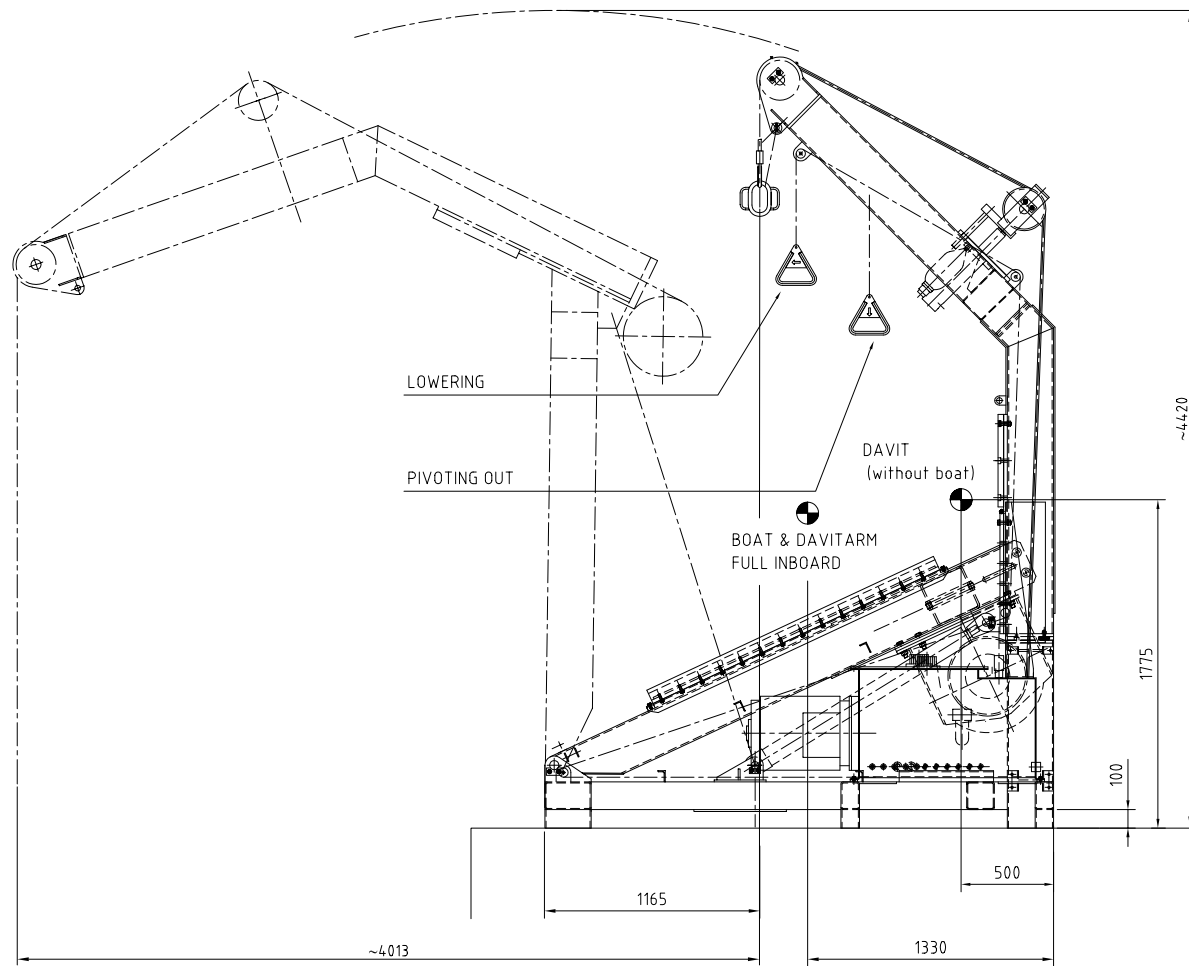 LOWERING
PIVOTING OUT
DAVIT
(without boat)
BOAT & DAVITARM
FULL INBOARD
~4420
1775
100
500
1165
~4013
1330